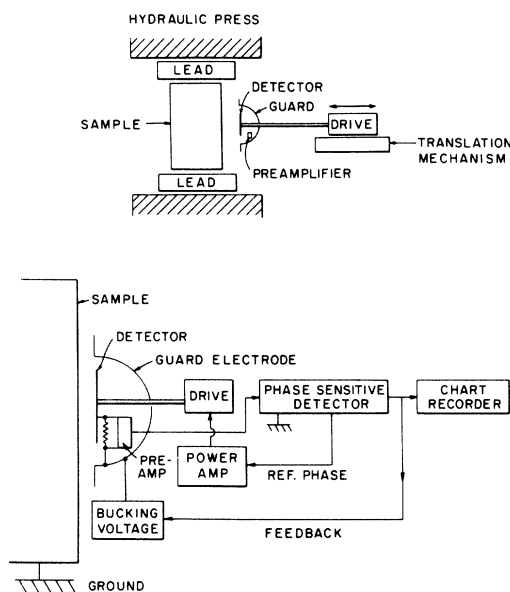 HYDRAULIC PRESS
LEAD
DETECTOR
GUARD
SAMPLE
DRIVE
TRANSLATION
MECHANISM
PREAMPLIFIER
LEAD
SAMPLE
DETECTOR
GUARD ELECTRODE
DRIVE
PHASE SENSITIVE
DETECTOR
CHART
RECORDER
PRE-
AMP
POWER
AMP
REF. PHASE
BUCKING
VOLTAGE
FEEDBACK
GROUND